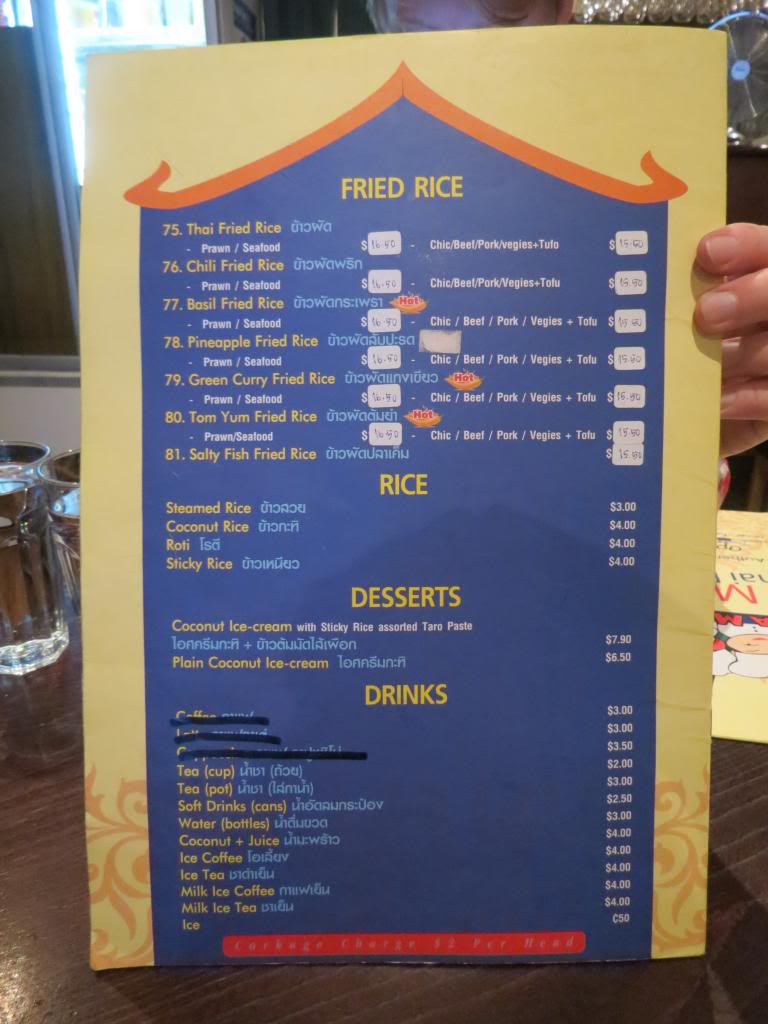 FRIED RICE
75. Thai Fried Rice ข้าวผัด
- Prawn / Seafood $16.50 - Chic/Beef/Pork/vegies+Tufo $15.50
76. Chili Fried Rice ข้าวผัดพริก
- Prawn / Seafood $16.50 - Chic/Beef/Pork/Vegies+Tofu $15.50
77. Basil Fried Rice ข้าวผัดกระเพรา Hot
- Prawn / Seafood $16.50 - Chic / Beef / Pork / Vegies + Tofu $15.50
78. Pineapple Fried Rice ข้าวผัดสับปะรด
- Prawn / Seafood $16.50 - Chic / Beef / Pork / Vegies + Tofu $15.50
79. Green Curry Fried Rice ข้าวผัดแกงเขียว Hot
- Prawn / Seafood $16.50 - Chic / Beef / Pork / Vegies + Tofu $15.50
80. Tom Yum Fried Rice ข้าวผัดต้มยำ Hot
- Prawn/Seafood $16.50 - Chic / Beef / Pork / Vegies + Tofu $15.50
81. Salty Fish Fried Rice ข้าวผัดปลาเค็ม $15.50
RICE
Steamed Rice ข้าวสวย $3.00
Coconut Rice ข้าวกะทิ $4.00
Roti โรตี $4.00
Sticky Rice ข้าวเหนียว $4.00
DESSERTS
Coconut Ice-cream with Sticky Rice assorted Taro Paste
ไอศครีมกะทิ + ข้าวต้มมัดไส้เผือก $7.90
Plain Coconut Ice-cream ไอศครีมกะทิ $6.50
DRINKS
Coffee $3.00
$3.00
$3.50
Tea (cup) น้ำชา (ถ้วย) $2.00
Tea (pot) น้ำชา (ใส่กาน้ำ) $3.00
Soft Drinks (cans) น้ำอัดลมกระป๋อง $2.50
Water (bottles) น้ำดื่มขวด $3.00
Coconut + Juice น้ำมะพร้าว $4.00
Ice Coffee โอเลี้ยง $4.00
Ice Tea ชาดำเย็น $4.00
Milk Ice Coffee กาแฟเย็น $4.00
Milk Ice Tea ชาเย็น $4.00
Ice ₵50
Corkage Charge $2 Per Head